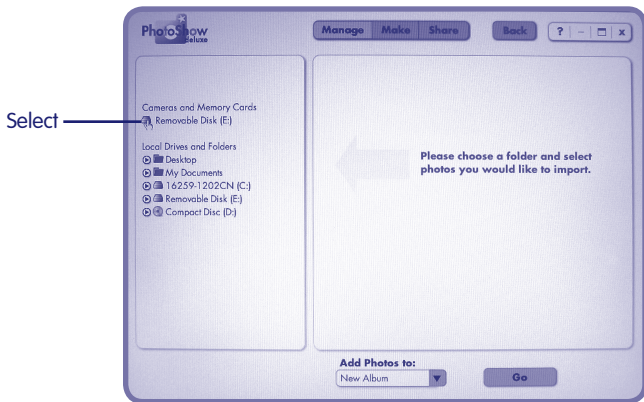 PhotoShow
deluxe
Manage Make Share Back ? – x
Cameras and Memory Cards
Select
Removable Disk (E:)
Local Drives and Folders
Desktop
My Documents
16259-1202CN (C:)
Removable Disk (E:)
Compact Disc (D:)
Please choose a folder and select
photos you would like to import.
Add Photos to:
New Album
Go